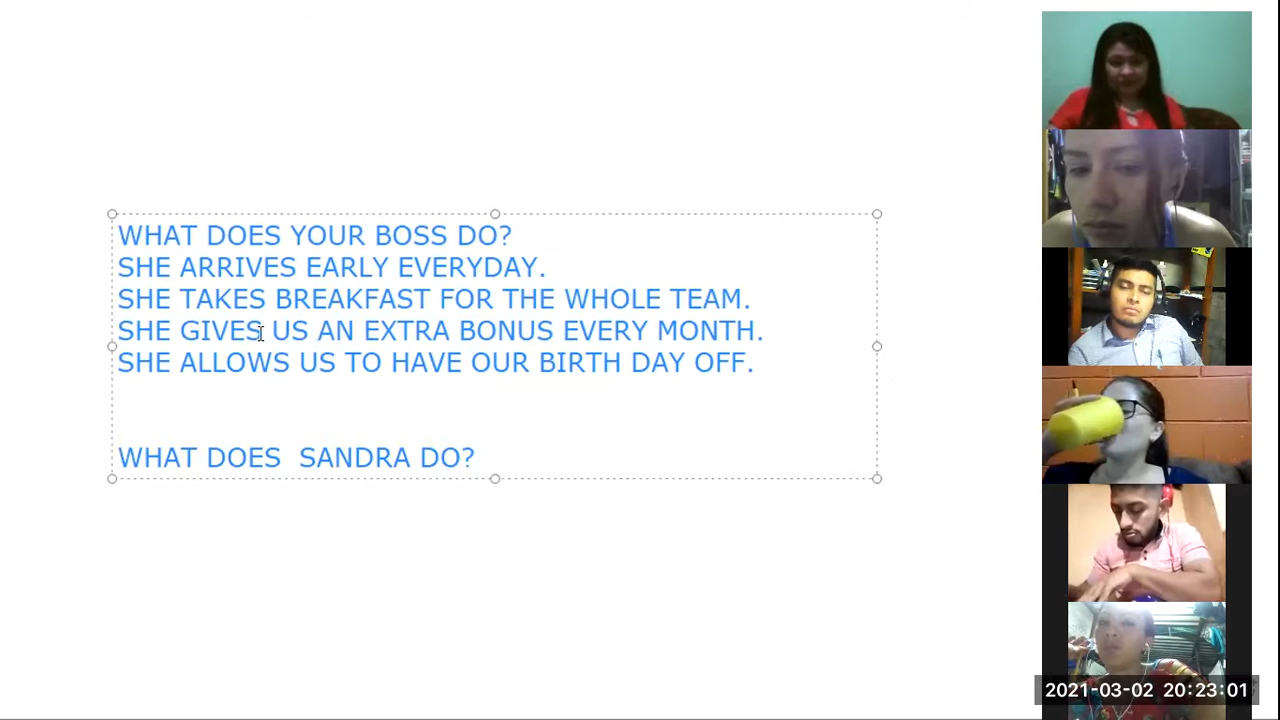 WHAT DOES YOUR BOSS DO?
SHE ARRIVES EARLY EVERYDAY.
SHE TAKES BREAKFAST FOR THE WHOLE TEAM.
SHE GIVES US AN EXTRA BONUS EVERY MONTH.
SHE ALLOWS US TO HAVE OUR BIRTH DAY OFF.
WHAT DOES  SANDRA DO?
2021-03-02 20:23:01